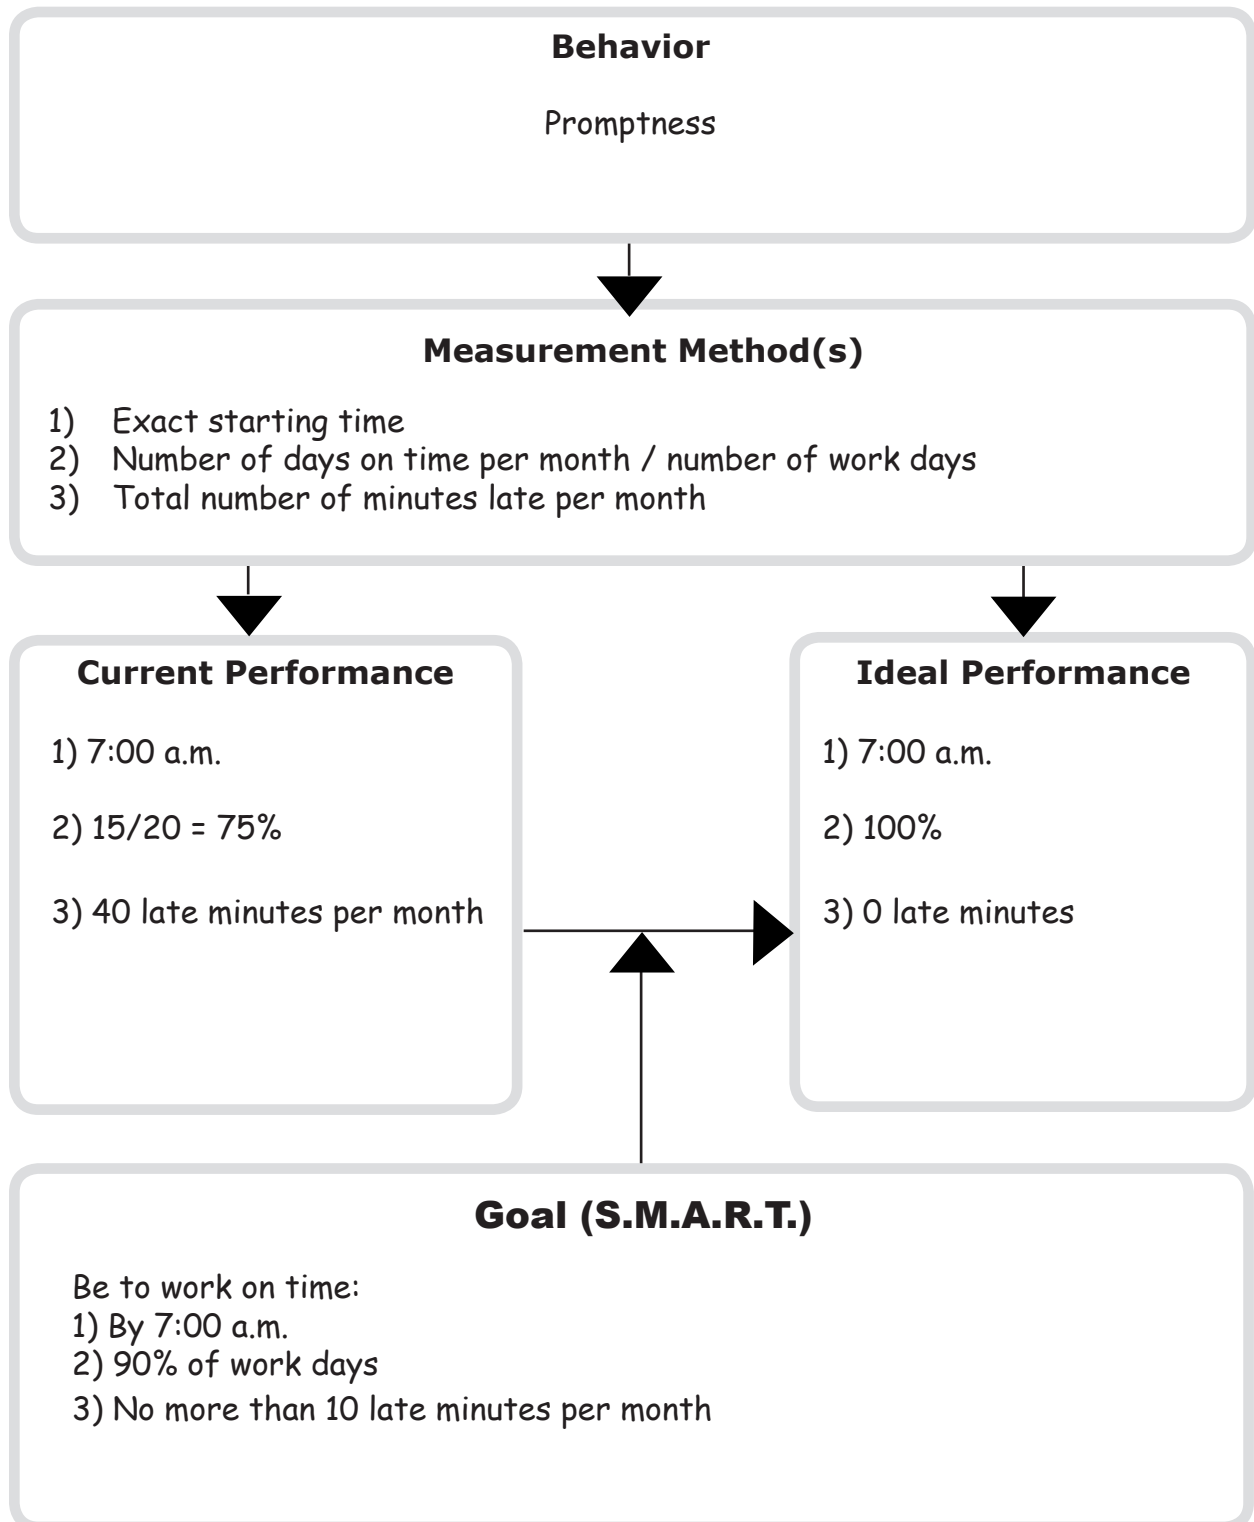 Behavior
Promptness
Measurement Method(s)
1) Exact starting time
2) Number of days on time per month / number of work days
3) Total number of minutes late per month
Current Performance
1) 7:00 a.m.
2) 15/20 = 75%
3) 40 late minutes per month
Ideal Performance
1) 7:00 a.m.
2) 100%
3) 0 late minutes
Goal (S.M.A.R.T.)
Be to work on time:
1) By 7:00 a.m.
2) 90% of work days
3) No more than 10 late minutes per month